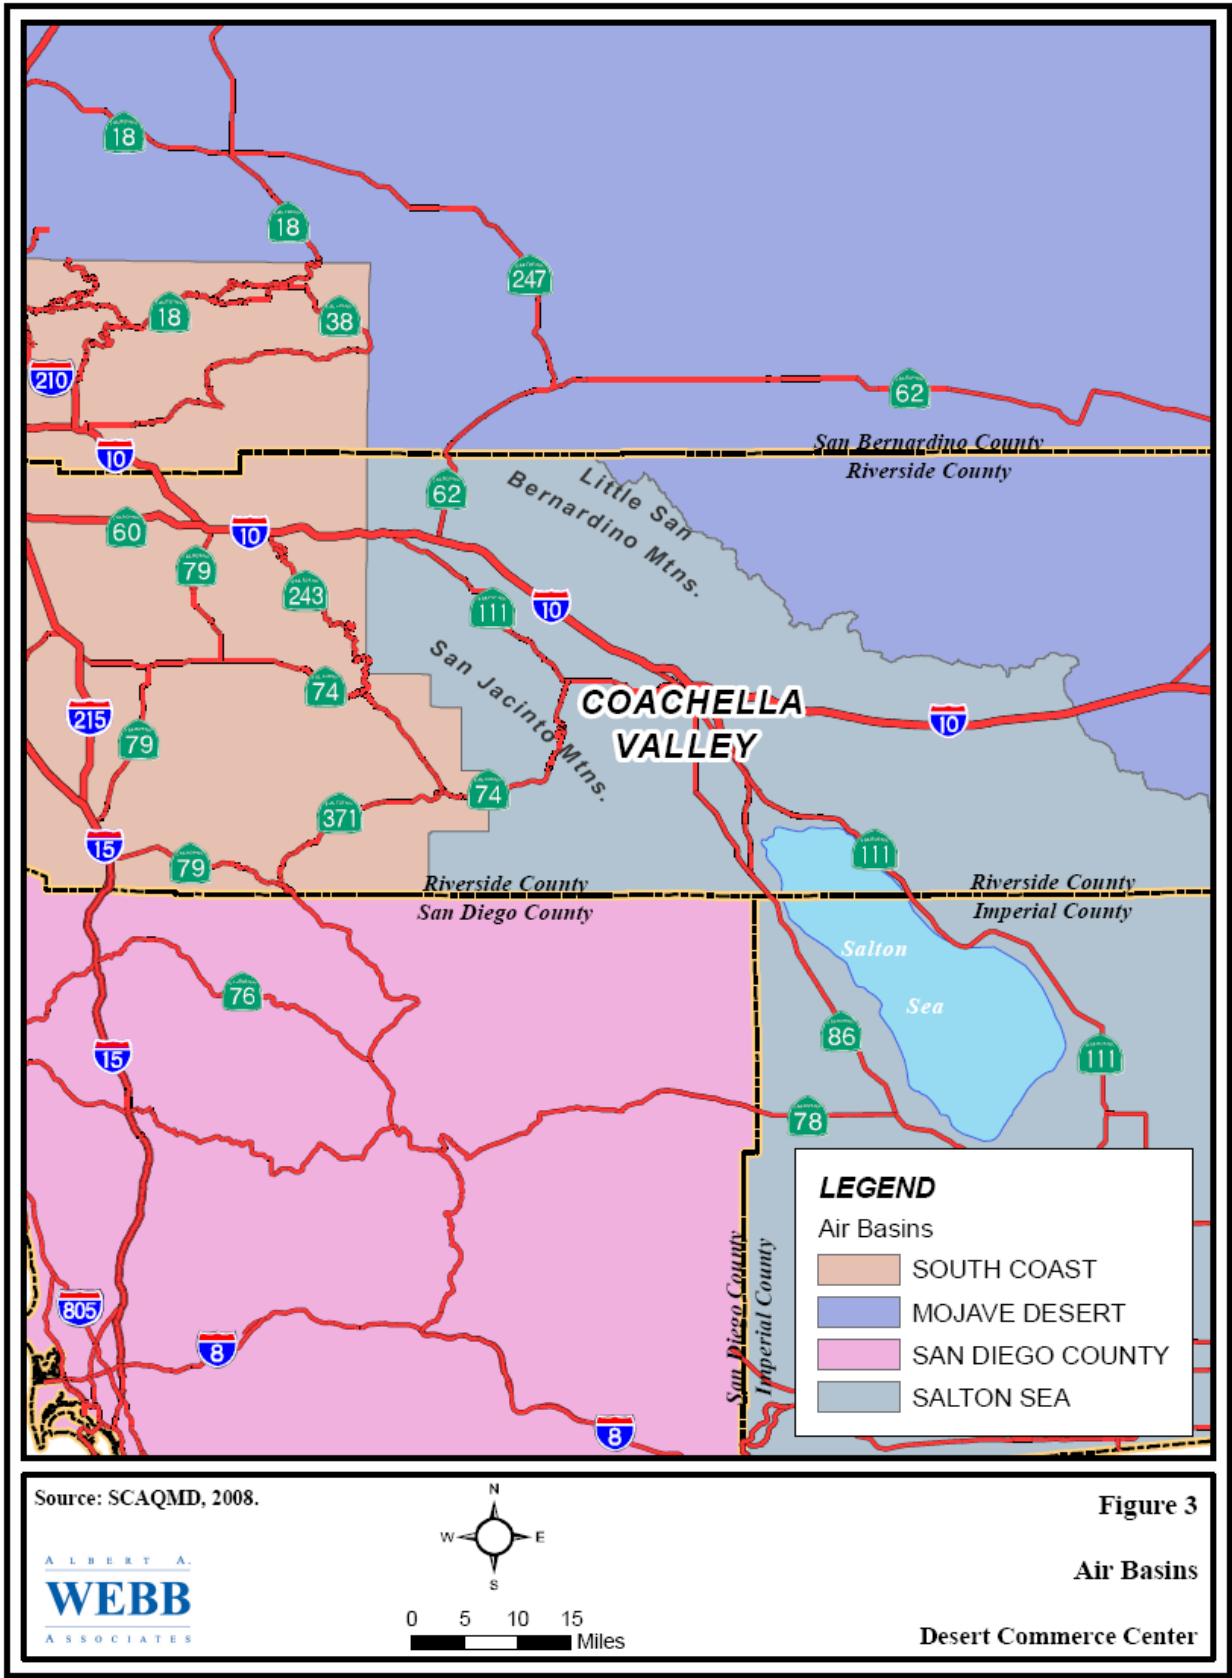 18
18
247
18
38
210
62
10
San Bernardino County
Riverside County
62
Little San
Bernardino Mtns.
60
10
79
243
111
10
San Jacinto Mtns.
74
COACHELLA
VALLEY
215
10
79
74
371
15
79
111
Riverside County
San Diego County
Riverside County
Imperial County
Salton
Sea
76
86
15
111
78
San Diego County
Imperial County
805
8
8
LEGEND
Air Basins
SOUTH COAST
MOJAVE DESERT
SAN DIEGO COUNTY
SALTON SEA
Source: SCAQMD, 2008.
N
W E
S
0 5 10 15
Miles
ALBERT A.
WEBB
ASSOCIATES
Figure 3
Air Basins
Desert Commerce Center